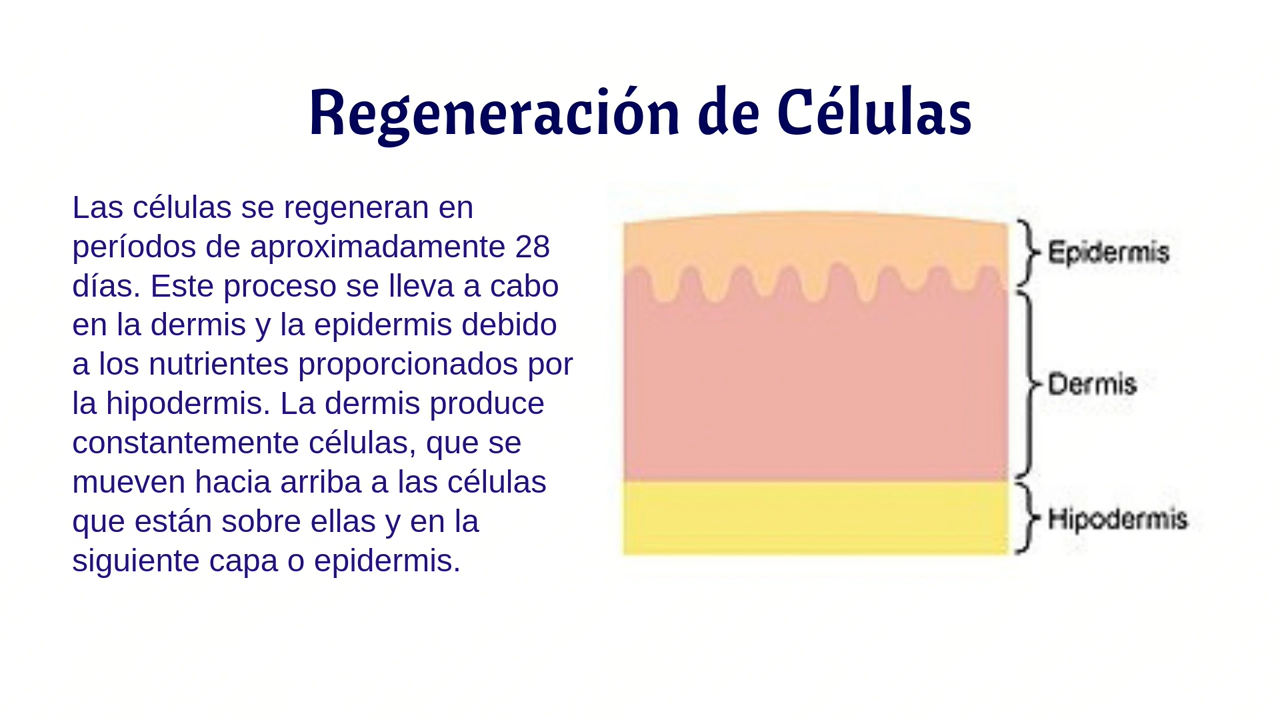 Regeneración de Células
Las células se regeneran en
períodos de aproximadamente 28
días. Este proceso se lleva a cabo
en la dermis y la epidermis debido
a los nutrientes proporcionados por
la hipodermis. La dermis produce
constantemente células, que se
mueven hacia arriba a las células
que están sobre ellas y en la
siguiente capa o epidermis.
Epidermis
Dermis
Hipodermis